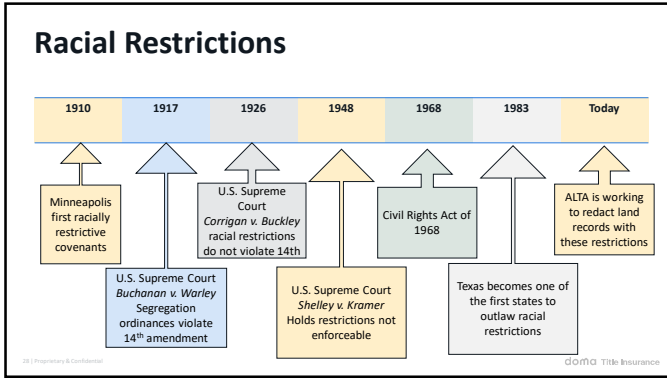 Racial Restrictions
1910
1917
1926
1948
1968
1983
Today
Minneapolis
first racially
restrictive
covenants
U.S. Supreme Court
Buchanan v. Warley
Segregation
ordinances violate
14th amendment
U.S. Supreme
Court
Corrigan v. Buckley
racial restrictions
do not violate 14th
U.S. Supreme Court
Shelley v. Kramer
Holds restrictions not
enforceable
Civil Rights Act of
1968
Texas becomes one of
the first states to
outlaw racial
restrictions
ALTA is working
to redact land
records with
these restrictions
28 | Proprietary & Confidential
doma Title Insurance